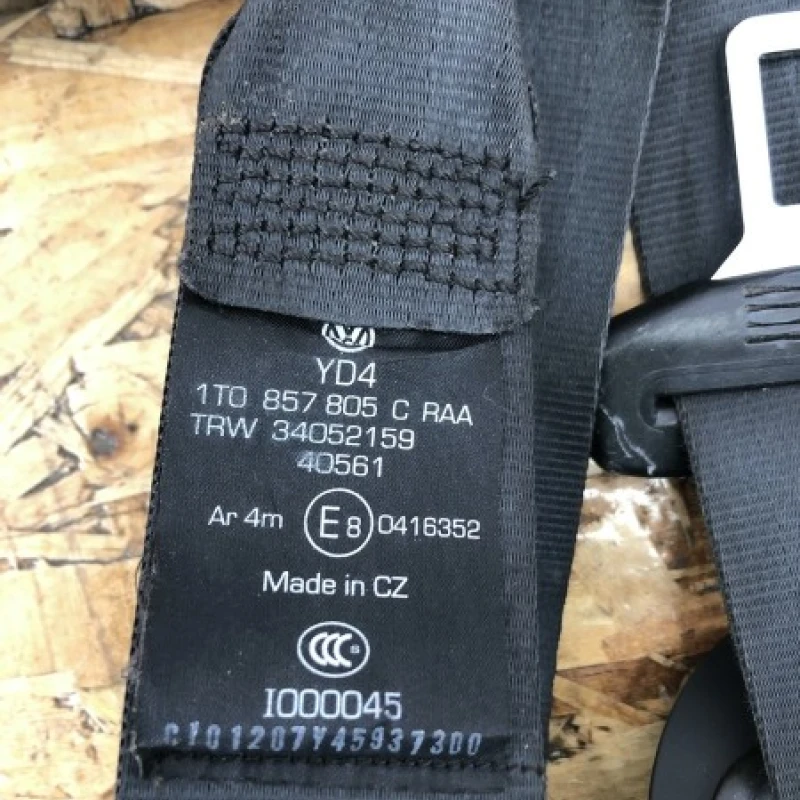 YD4
1T0 857 805 C RAA
TRW 34052159
40561
Ar 4m E8 0416352
Made in CZ
CCC S
I000045
C101207Y45937300